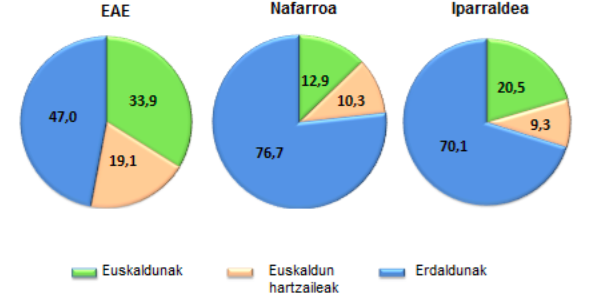 EAE
Nafarroa
Iparraldea
47,0
33,9
19,1
12,9
10,3
76,7
20,5
9,3
70,1
Euskaldunak
Euskaldun
hartzaileak
Erdaldunak